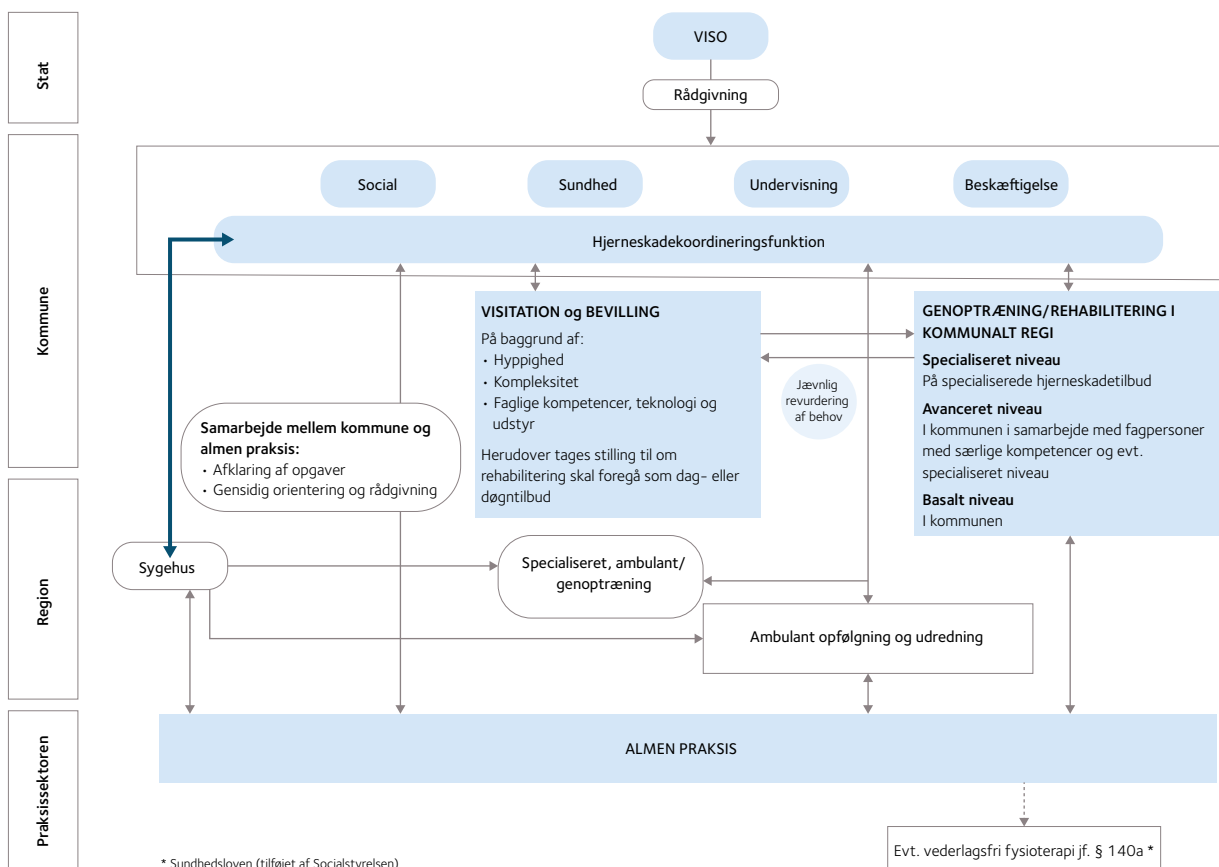 Stat
VISO
Rådgivning
Kommune
Social
Sundhed
Undervisning
Beskæftigelse
Hjerneskadekoordineringsfunktion
VISITATION og BEVILLING
På baggrund af:
• Hyppighed
• Kompleksitet
• Faglige kompetencer, teknologi og
udstyr
Herudover tages stilling til om
rehabilitering skal foregå som dag- eller
døgntilbud
Jævnlig
revurdering
af behov
GENOPTRÆNING/REHABILITERING I
KOMMUNALT REGI
Specialiseret niveau
På specialiserede hjerneskadetilbud
Avanceret niveau
I kommunen i samarbejde med fagpersoner
med særlige kompetencer og evt.
specialiseret niveau
Basalt niveau
I kommunen
Samarbejde mellem kommune og
almen praksis:
• Afklaring af opgaver
• Gensidig orientering og rådgivning
Region
Sygehus
Specialiseret, ambulant/
genoptræning
Ambulant opfølgning og udredning
Praksissektoren
ALMEN PRAKSIS
Evt. vederlagsfri fysioterapi jf. § 140a *
* Sundhedsloven (tilføjet af Socialstyrelsen)